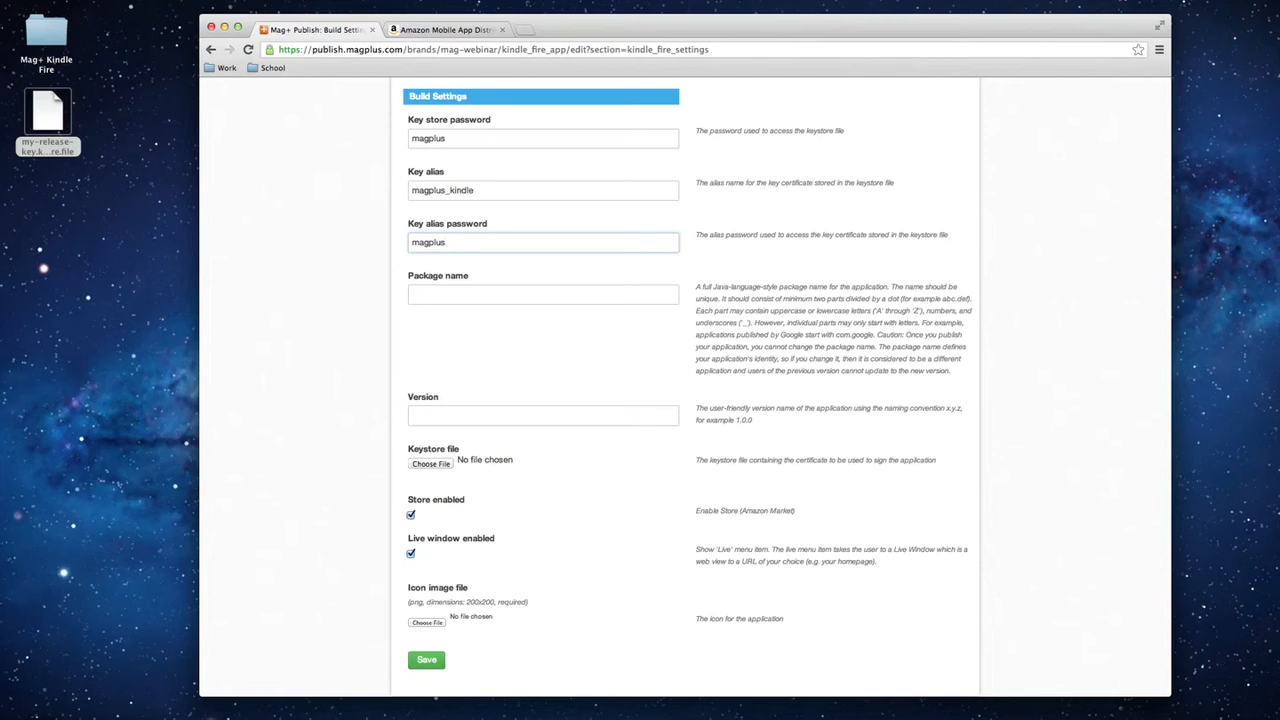 Mag+ Kindle
Fire
my-release-
key.k...re.file
Mag+ Publish: Build Settin
Amazon Mobile App Distri
https://publish.magplus.com/brands/mag-webinar/kindle_fire_app/edit?section=kindle_fire_settings
Work
School
Build Settings
Key store password
magplus
The password used to access the keystore file
Key alias
magplus_kindle
The alias name for the key certificate stored in the keystore file
Key alias password
magplus
The alias password used to access the key certificate stored in the keystore file
Package name
A full Java-language-style package name for the application. The name should be
unique. It should consist of minimum two parts divided by a dot (for example abc.def).
Each part may contain uppercase or lowercase letters ('A' through 'Z'), numbers, and
underscores ('_'). However, individual parts may only start with letters. For example,
applications published by Google start with com.google. Caution: Once you publish
your application, you cannot change the package name. The package name defines
your application's identity, so if you change it, then it is considered to be a different
application and users of the previous version cannot update to the new version.
Version
The user-friendly version name of the application using the naming convention x.y.z,
for example 1.0.0
Keystore file
Choose File No file chosen
The keystore file containing the certificate to be used to sign the application
Store enabled
Enable Store (Amazon Market)
Live window enabled
Show 'Live' menu item. The live menu item takes the user to a Live Window which is a
web view to a URL of your choice (e.g. your homepage).
Icon image file
(png, dimensions: 200x200, required)
Choose File No file chosen
The icon for the application
Save